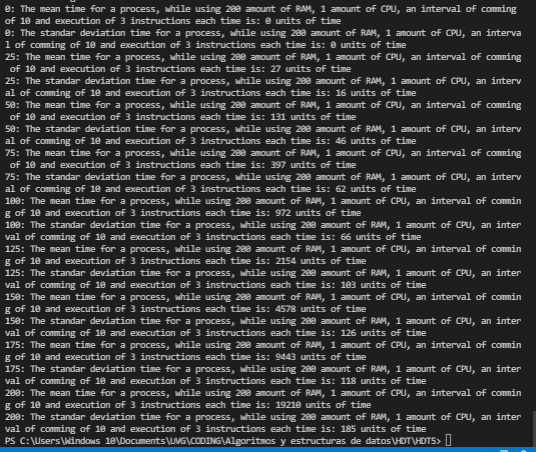 0: The mean time for a process, while using 200 amount of RAM, 1 amount of CPU, an interval of comming
of 10 and execution of 3 instructions each time is: 0 units of time
0: The standar deviation time for a process, while using 200 amount of RAM, 1 amount of CPU, an interva
l of comming of 10 and execution of 3 instructions each time is: 0 units of time
25: The mean time for a process, while using 200 amount of RAM, 1 amount of CPU, an interval of comming
of 10 and execution of 3 instructions each time is: 27 units of time
25: The standar deviation time for a process, while using 200 amount of RAM, 1 amount of CPU, an interv
al of comming of 10 and execution of 3 instructions each time is: 16 units of time
50: The mean time for a process, while using 200 amount of RAM, 1 amount of CPU, an interval of comming
of 10 and execution of 3 instructions each time is: 131 units of time
50: The standar deviation time for a process, while using 200 amount of RAM, 1 amount of CPU, an interv
al of comming of 10 and execution of 3 instructions each time is: 46 units of time
75: The mean time for a process, while using 200 amount of RAM, 1 amount of CPU, an interval of comming
of 10 and execution of 3 instructions each time is: 397 units of time
75: The standar deviation time for a process, while using 200 amount of RAM, 1 amount of CPU, an interv
al of comming of 10 and execution of 3 instructions each time is: 62 units of time
100: The mean time for a process, while using 200 amount of RAM, 1 amount of CPU, an interval of commin
g of 10 and execution of 3 instructions each time is: 972 units of time
100: The standar deviation time for a process, while using 200 amount of RAM, 1 amount of CPU, an inter
val of comming of 10 and execution of 3 instructions each time is: 66 units of time
125: The mean time for a process, while using 200 amount of RAM, 1 amount of CPU, an interval of commin
g of 10 and execution of 3 instructions each time is: 2154 units of time
125: The standar deviation time for a process, while using 200 amount of RAM, 1 amount of CPU, an inter
val of comming of 10 and execution of 3 instructions each time is: 103 units of time
150: The mean time for a process, while using 200 amount of RAM, 1 amount of CPU, an interval of commin
g of 10 and execution of 3 instructions each time is: 4578 units of time
150: The standar deviation time for a process, while using 200 amount of RAM, 1 amount of CPU, an inter
val of comming of 10 and execution of 3 instructions each time is: 126 units of time
175: The mean time for a process, while using 200 amount of RAM, 1 amount of CPU, an interval of commin
g of 10 and execution of 3 instructions each time is: 9443 units of time
175: The standar deviation time for a process, while using 200 amount of RAM, 1 amount of CPU, an inter
val of comming of 10 and execution of 3 instructions each time is: 118 units of time
200: The mean time for a process, while using 200 amount of RAM, 1 amount of CPU, an interval of commin
g of 10 and execution of 3 instructions each time is: 19210 units of time
200: The standar deviation time for a process, while using 200 amount of RAM, 1 amount of CPU, an inter
val of comming of 10 and execution of 3 instructions each time is: 185 units of time
PS C:\Users\Windows 10\Documents\UVG\CODING\Algoritmos y estructuras de datos\HDT\HDT5>